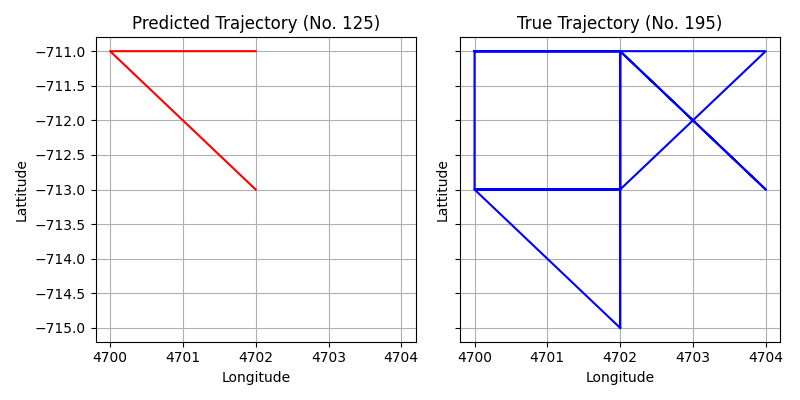 Predicted Trajectory (No. 125)
True Trajectory (No. 195)
−711.0
−711.5
−712.0
−712.5
−713.0
−713.5
−714.0
−714.5
−715.0
Lattitude
Lattitude
4700 4701 4702 4703 4704
4700 4701 4702 4703 4704
Longitude
Longitude